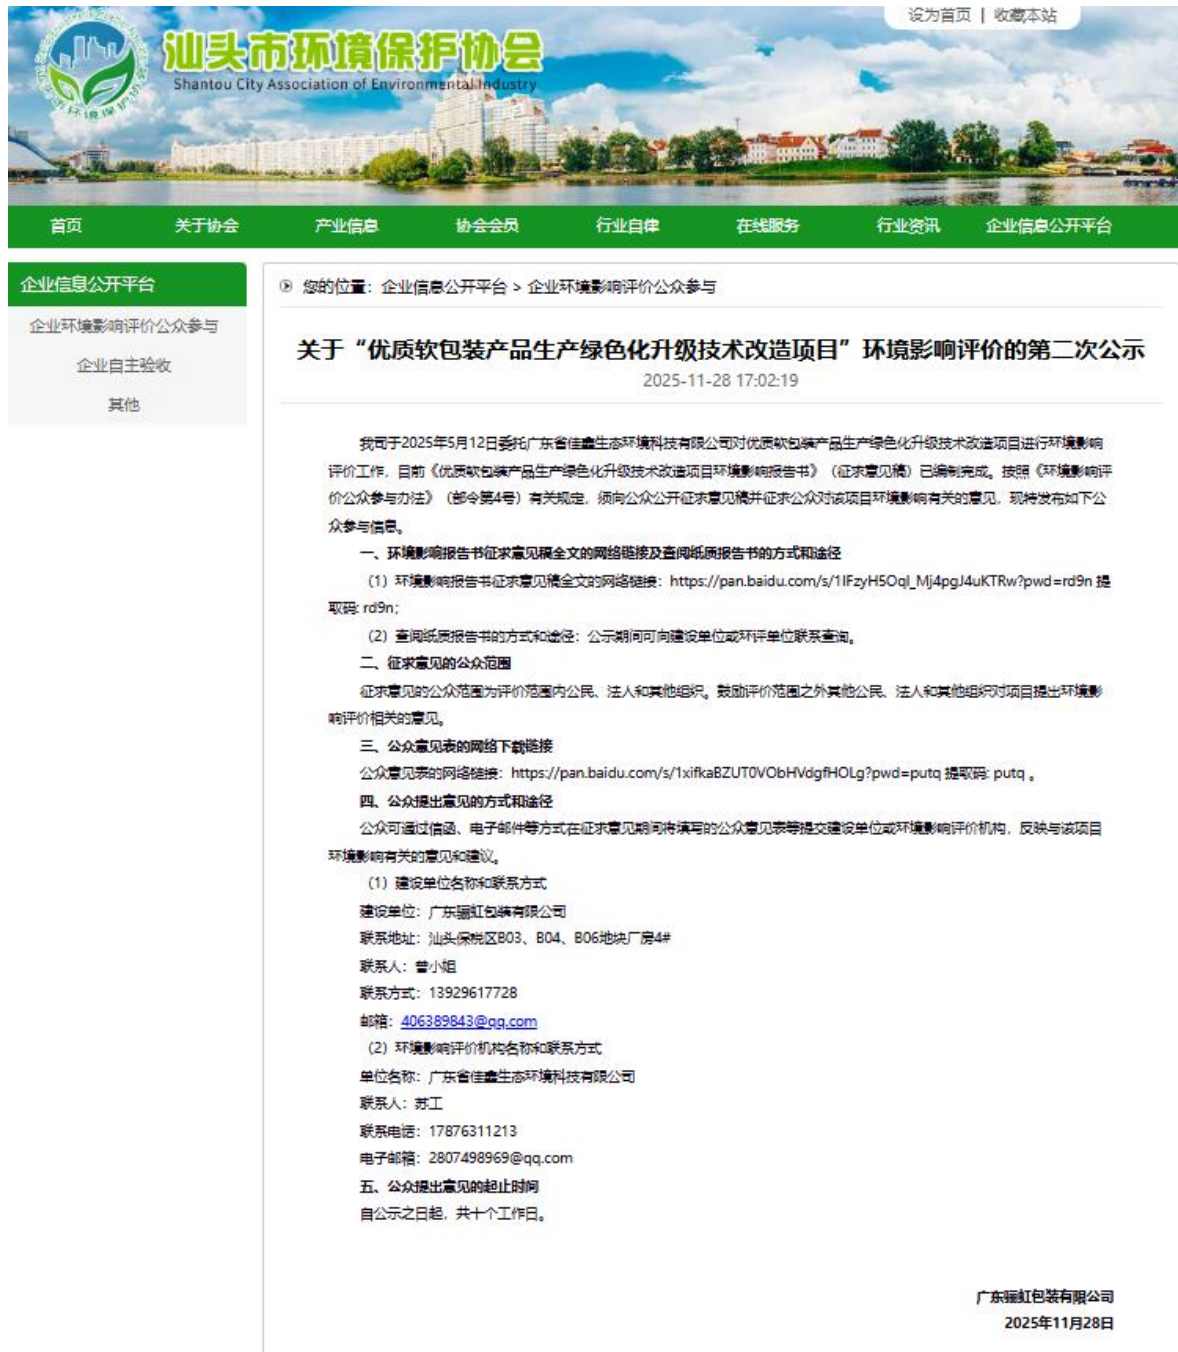 设为首页 | 收藏本站
汕头市环境保护协会
Shantou City Association of Environmental Industry
首页 关于协会 产业信息 协会会员 行业自律 在线服务 行业资讯 企业信息公开平台
企业信息公开平台
企业环境影响评价公众参与
企业自主验收
其他
您的位置：企业信息公开平台 > 企业环境影响评价公众参与
关于“优质软包装产品生产绿色化升级技术改造项目”环境影响评价的第二次公示
2025-11-28 17:02:19
我司于2025年5月12日委托广东省佳鑫生态环境科技有限公司对优质软包装产品生产绿色化升级技术改造项目进行环境影响
评价工作，目前《优质软包装产品生产绿色化升级技术改造项目环境影响报告书》（征求意见稿）已编制完成。按照《环境影响评
价公众参与办法》（部令第4号）有关规定，须向公众公开征求意见稿并征求公众对该项目环境影响有关的意见，现特发布如下公
众参与信息。
一、环境影响报告书征求意见稿全文的网络链接及查阅纸质报告书的方式和途径
（1）环境影响报告书征求意见稿全文的网络链接：https://pan.baidu.com/s/1IFzyH5OqI_Mj4pgJ4uKTRw?pwd=rd9n 提
取码: rd9n；
（2）查阅纸质报告书的方式和途径：公示期间可向建设单位或环评单位联系查询。
二、征求意见的公众范围
征求意见的公众范围为评价范围内公民、法人和其他组织。鼓励评价范围之外其他公民、法人和其他组织对项目提出环境影
响评价相关的意见。
三、公众意见表的网络下载链接
公众意见表的网络链接：https://pan.baidu.com/s/1xifkaBZUT0VObHVdgfHOLg?pwd=putq 提取码: putq 。
四、公众提出意见的方式和途径
公众可通过信函、电子邮件等方式在征求意见期间将填写的公众意见表等提交建设单位或环境影响评价机构，反映与该项目
环境影响有关的意见和建议。
（1）建设单位名称和联系方式
建设单位：广东骊虹包装有限公司
联系地址：汕头保税区B03、B04、B06地块厂房4#
联系人：曾小姐
联系方式：13929617728
邮箱：406389843@qq.com
（2）环境影响评价机构名称和联系方式
单位名称：广东省佳鑫生态环境科技有限公司
联系人：苏工
联系电话：17876311213
电子邮箱：2807498969@qq.com
五、公众提出意见的起止时间
自公示之日起，共十个工作日。
广东骊虹包装有限公司
2025年11月28日